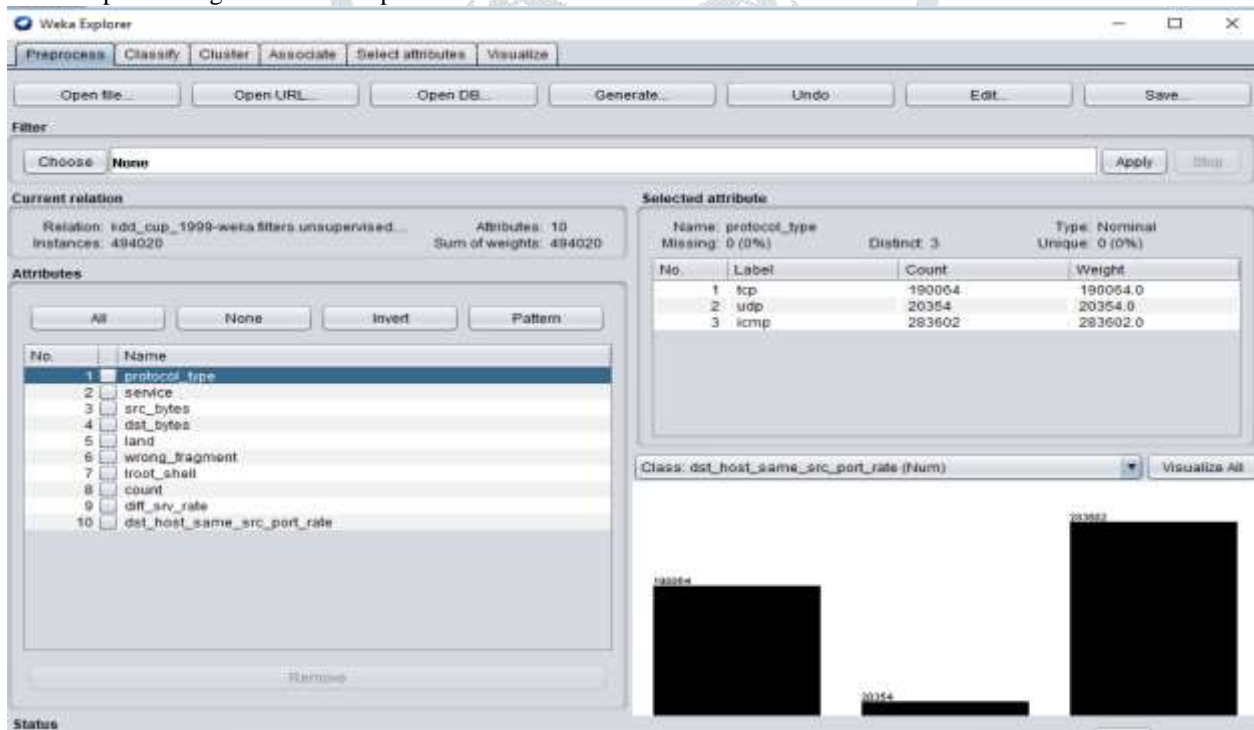 Weka Explorer
Preprocess Classify Cluster Associate Select attributes Visualize
Open file... Open URL... Open DB... Generate... Undo Edit... Save...
Filter
Choose None Apply Stop
Current relation
Relation: kdd_cup_1999-weka.filters.unsupervised... Attributes: 10
Instances: 494020 Sum of weights: 494020
Selected attribute
Name: protocol_type Type: Nominal
Missing: 0 (0%) Distinct: 3 Unique: 0 (0%)
No. Label Count Weight
1 tcp 190064 190064.0
2 udp 20354 20354.0
3 icmp 283602 283602.0
Attributes
All None Invert Pattern
No. Name
1 protocol_type
2 service
3 src_bytes
4 dst_bytes
5 land
6 wrong_fragment
7 lroot_shell
8 count
9 diff_srv_rate
10 dst_host_same_src_port_rate
Remove
Class: dst_host_same_src_port_rate (Num) Visualize All
190064
20354
283602
Status